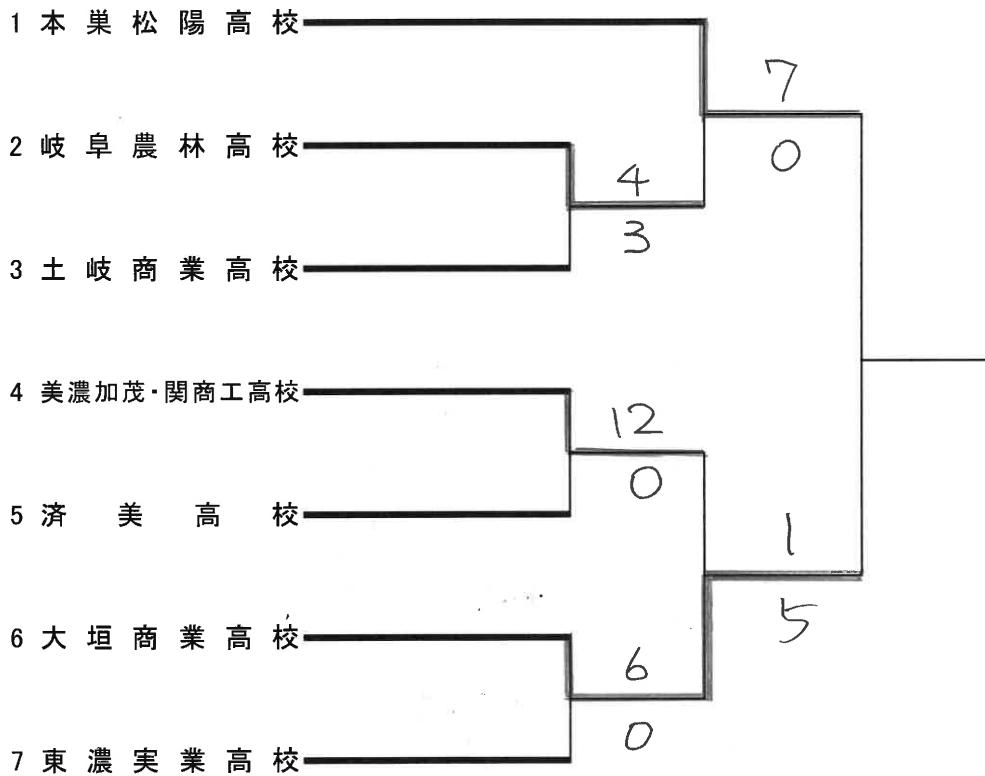 1 本巣松陽高校
7
0
2 岐阜農林高校
4
3
3 土岐商業高校
4 美濃加茂・関商工高校
12
0
5 済美高校
1
5
6 大垣商業高校
6
0
7 東濃実業高校